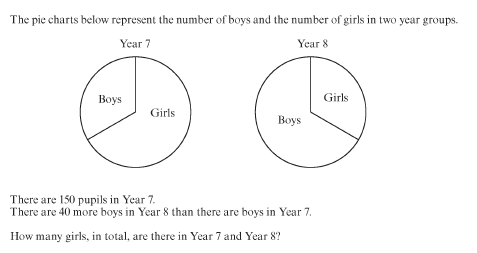 The pie charts below represent the number of boys and the number of girls in two year groups.
Year 7
Year 8
Boys
Girls
Girls
Boys
There are 150 pupils in Year 7.
There are 40 more boys in Year 8 than there are boys in Year 7.
How many girls, in total, are there in Year 7 and Year 8?